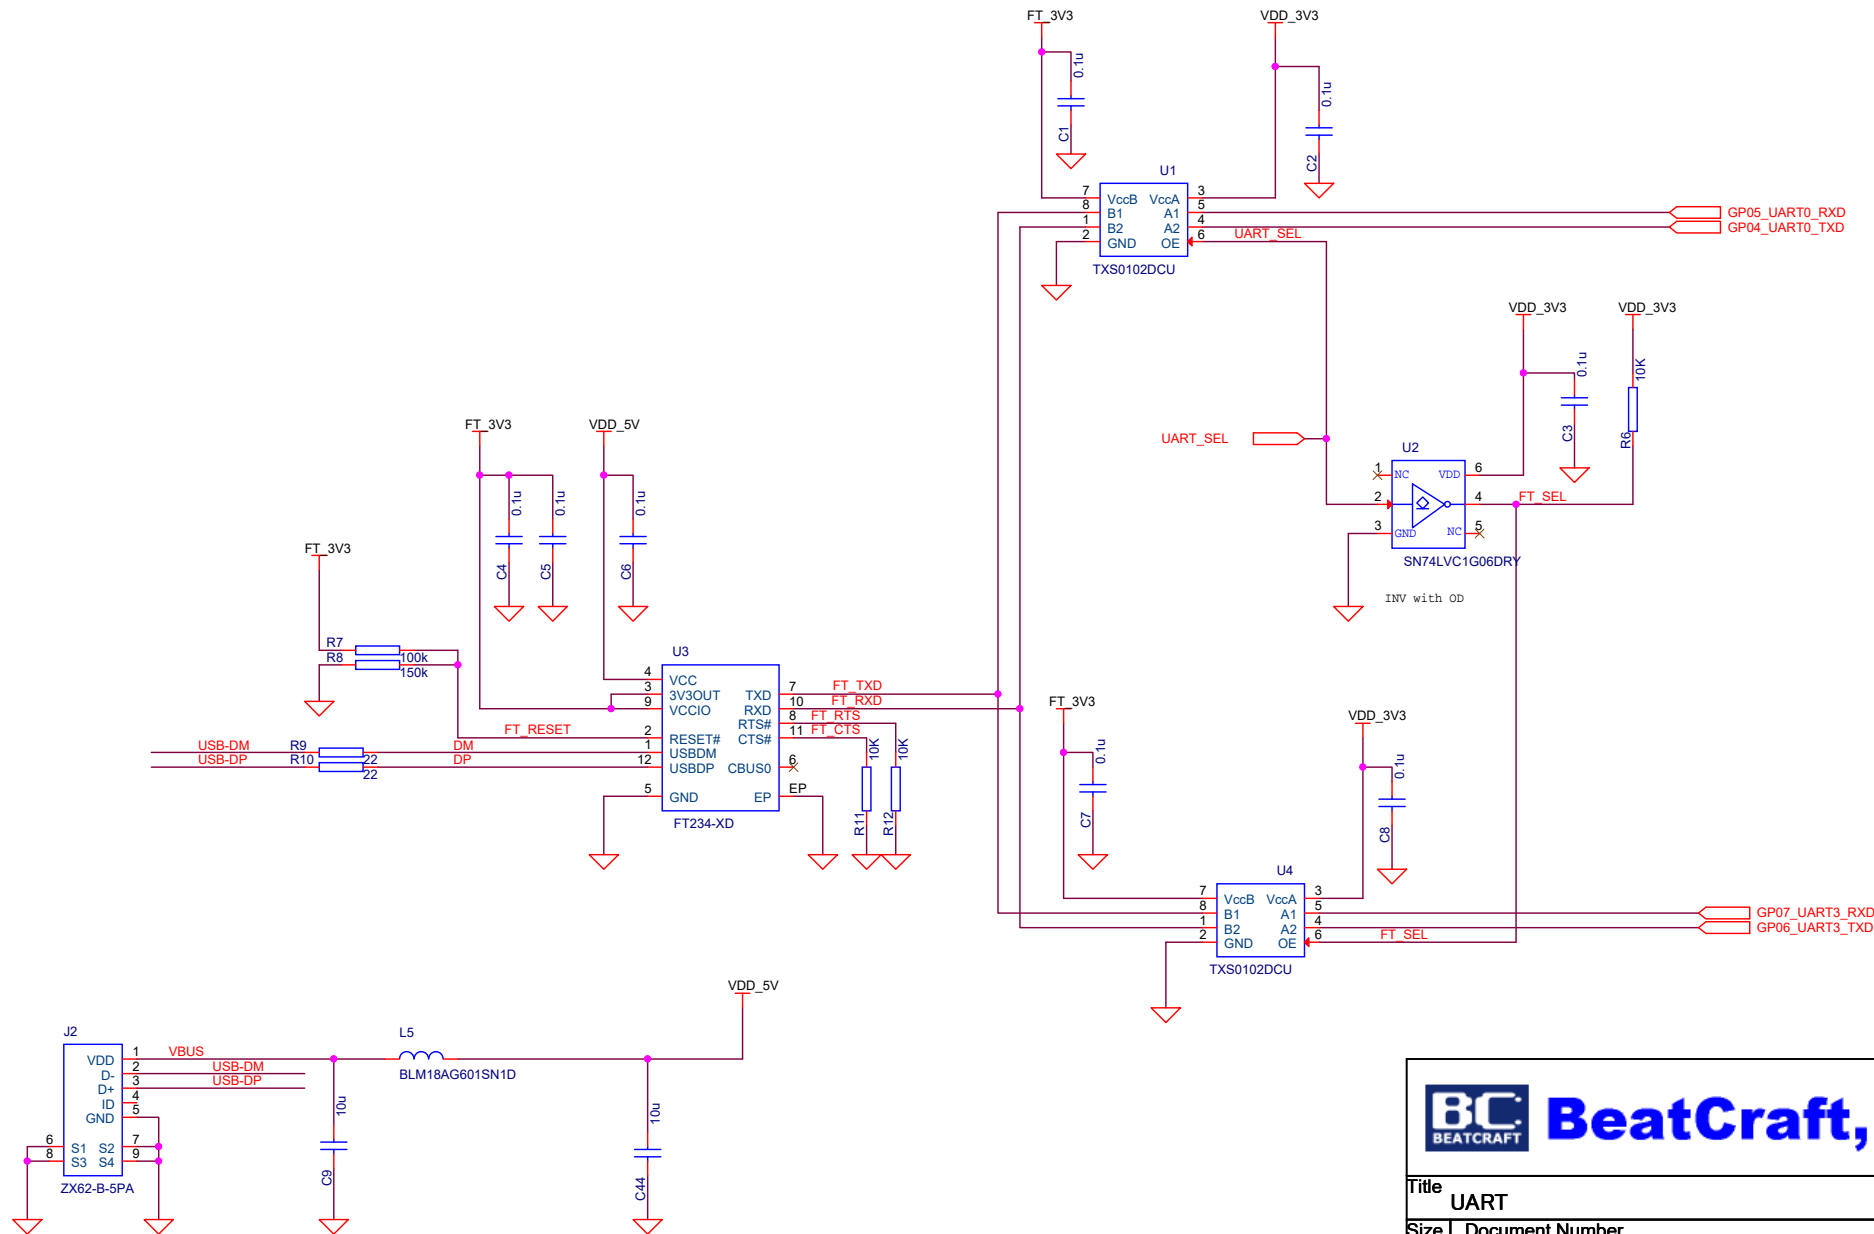 FT_3V3
VDD_3V3
0.1u
C1
0.1u
C2
U1
7 VccB VccA 3
8 B1 A1 5
1 B2 A2 4
2 GND OE 6
TXS0102DCU
UART_SEL
GP05_UART0_RXD
GP04_UART0_TXD
VDD_3V3
VDD_3V3
0.1u
C3
10K
R6
UART_SEL
U2
1 NC VDD 6
2 4
3 GND NC 5
FT_SEL
SN74LVC1G06DRY
INV with OD
FT_3V3
VDD_5V
0.1u
C4
0.1u
C5
0.1u
C6
FT_3V3
R7
100k
R8
150k
U3
4 VCC
3 3V3OUT TXD 7
9 VCCIO RXD 10
RTS# 8
2 RESET# CTS# 11
1 USBDM
12 USBDP CBUS0 6
5 GND EP EP
FT234-XD
FT_RESET
FT_TXD
FT_RXD
FT_RTS
FT_CTS
USB-DM R9 22 DM
USB-DP R10 22 DP
10K
R11
10K
R12
FT_3V3
VDD_3V3
0.1u
C7
0.1u
C8
U4
7 VccB VccA 3
8 B1 A1 5
1 B2 A2 4
2 GND OE 6
TXS0102DCU
FT_SEL
GP07_UART3_RXD
GP06_UART3_TXD
VDD_5V
J2
VDD 1
D- 2
D+ 3
ID 4
GND 5
6 S1 S2 7
8 S3 S4 9
ZX62-B-5PA
VBUS
USB-DM
USB-DP
L5
BLM18AG601SN1D
10u
C9
10u
C44
BC
BEATCRAFT
BeatCraft,
Title
UART
Size
Document Number